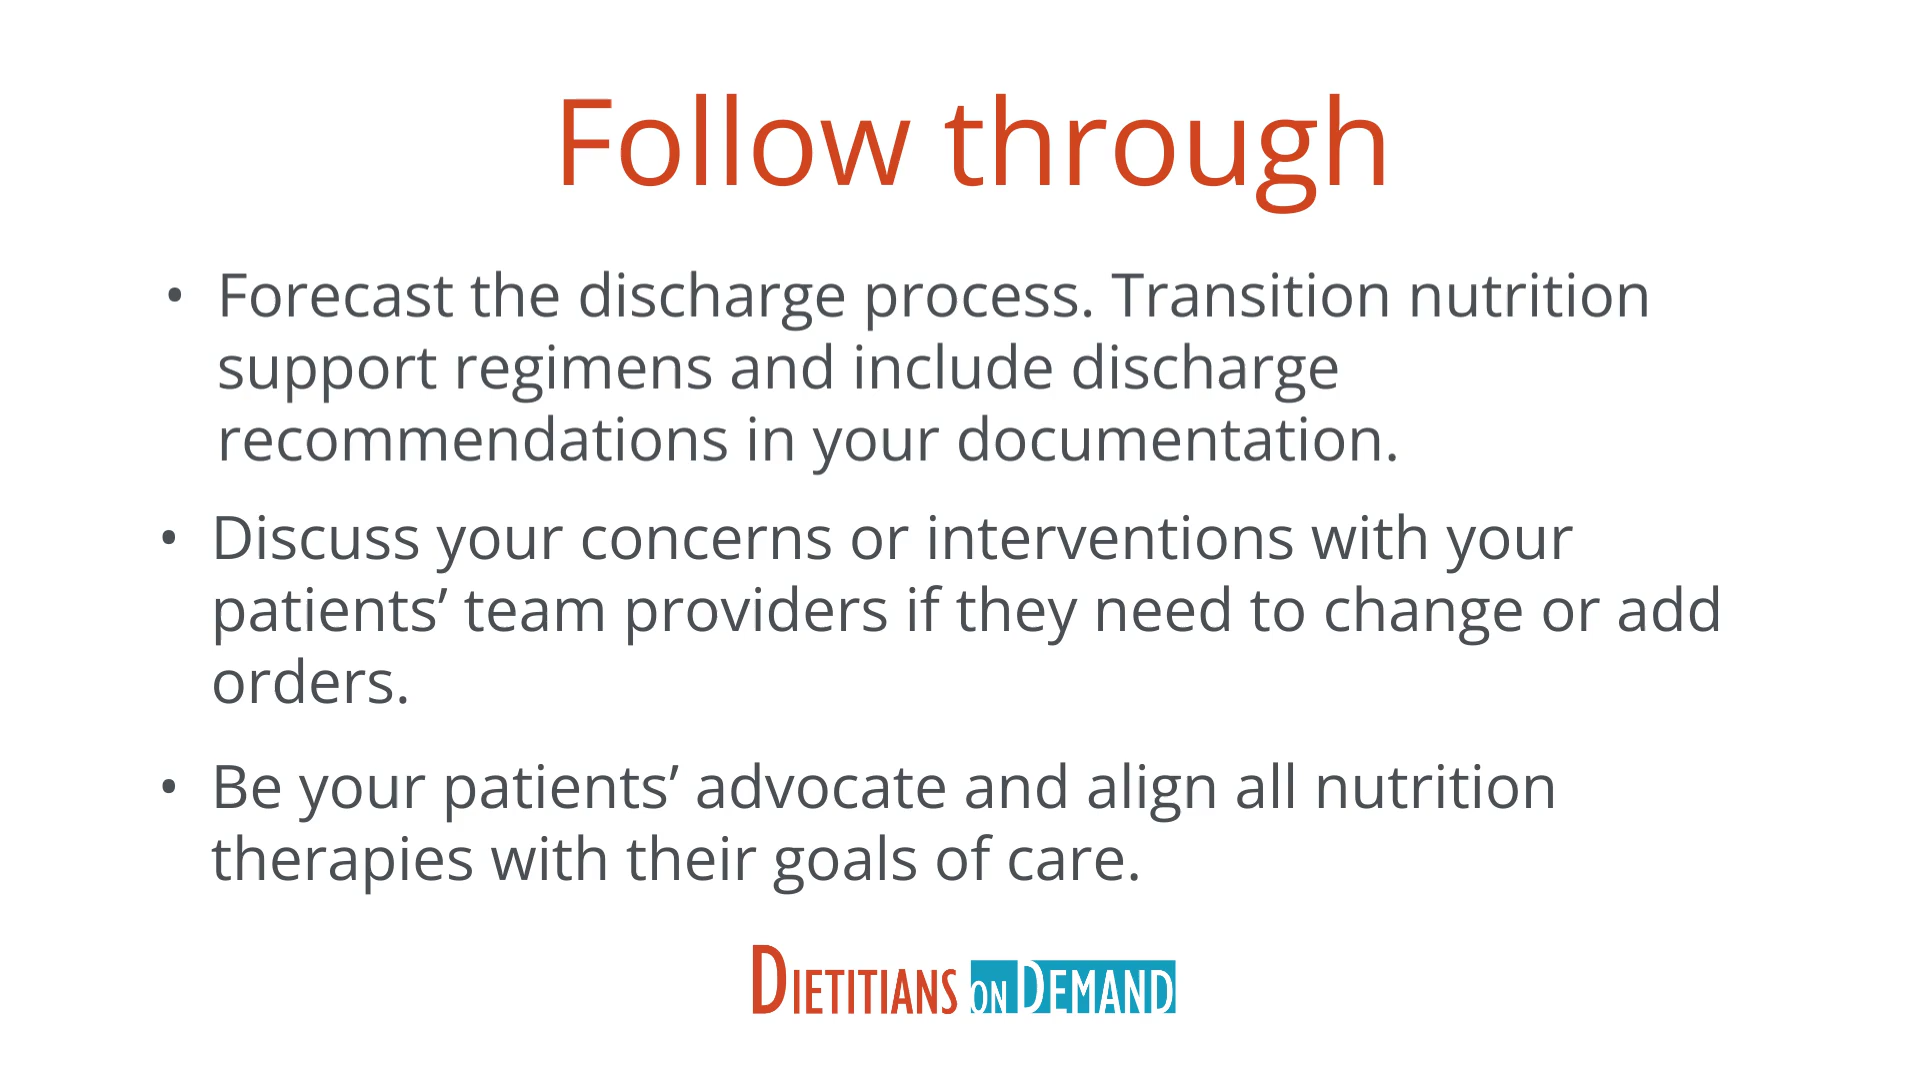 Follow through
• Forecast the discharge process. Transition nutrition
support regimens and include discharge
recommendations in your documentation.
• Discuss your concerns or interventions with your
patients’ team providers if they need to change or add
orders.
• Be your patients’ advocate and align all nutrition
therapies with their goals of care.
DIETITIANS ON DEMAND